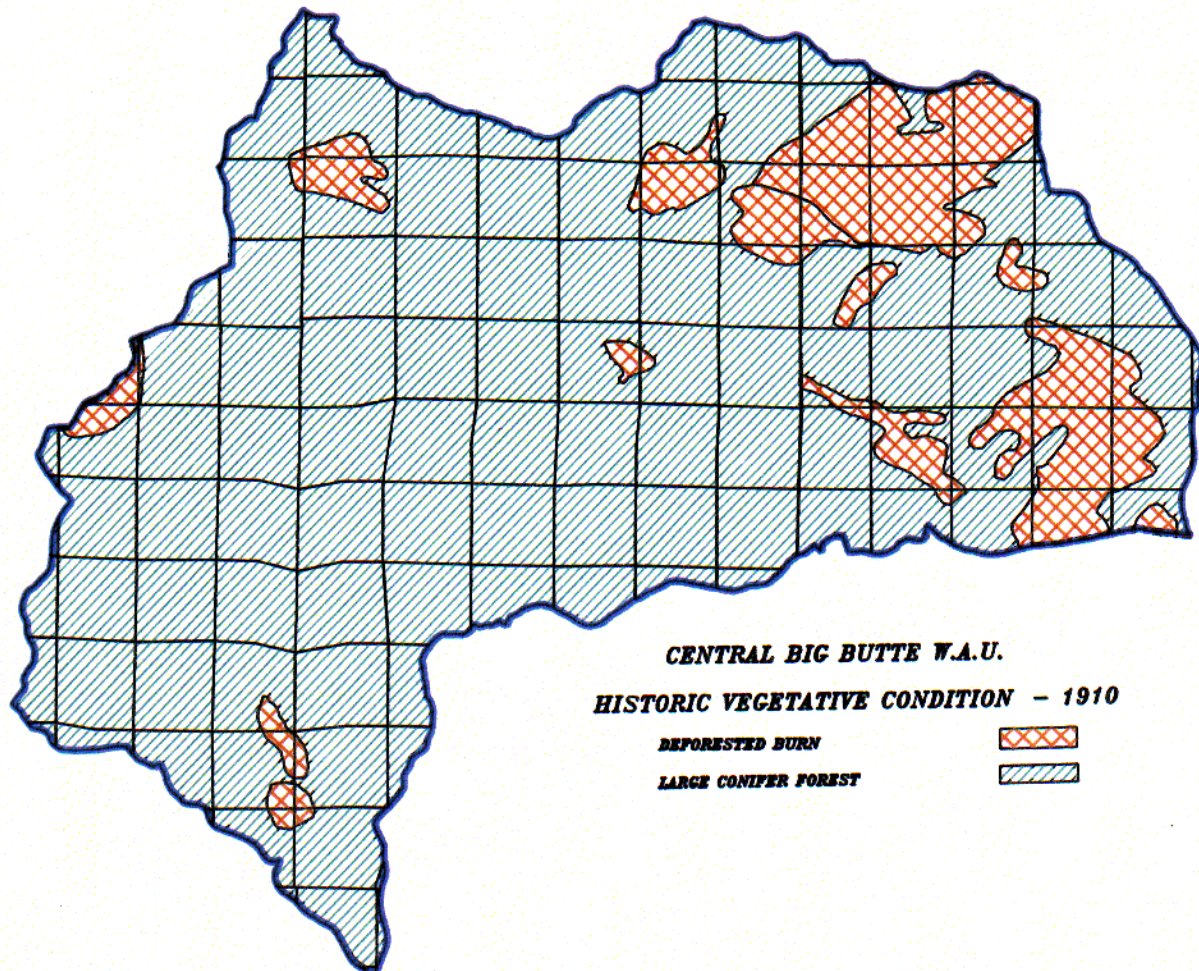 CENTRAL BIG BUTTE W.A.U.
HISTORIC VEGETATIVE CONDITION - 1910
DEFORESTED BURN
LARGE CONIFER FOREST